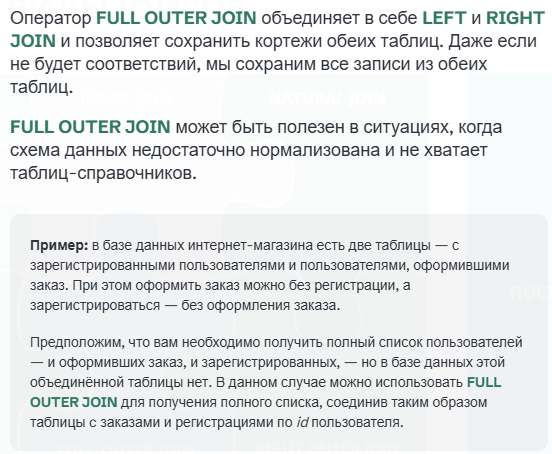 Оператор FULL OUTER JOIN объединяет в себе LEFT и RIGHT
JOIN и позволяет сохранить кортежи обеих таблиц. Даже если
не будет соответствий, мы сохраним все записи из обеих
таблиц.
FULL OUTER JOIN может быть полезен в ситуациях, когда
схема данных недостаточно нормализована и не хватает
таблиц-справочников.
Пример: в базе данных интернет-магазина есть две таблицы — с
зарегистрированными пользователями и пользователями, оформившими
заказ. При этом оформить заказ можно без регистрации, а
зарегистрироваться — без оформления заказа.
Предположим, что вам необходимо получить полный список пользователей
— и оформивших заказ, и зарегистрированных, — но в базе данных этой
объединённой таблицы нет. В данном случае можно использовать FULL
OUTER JOIN для получения полного списка, соединив таким образом
таблицы с заказами и регистрациями по id пользователя.